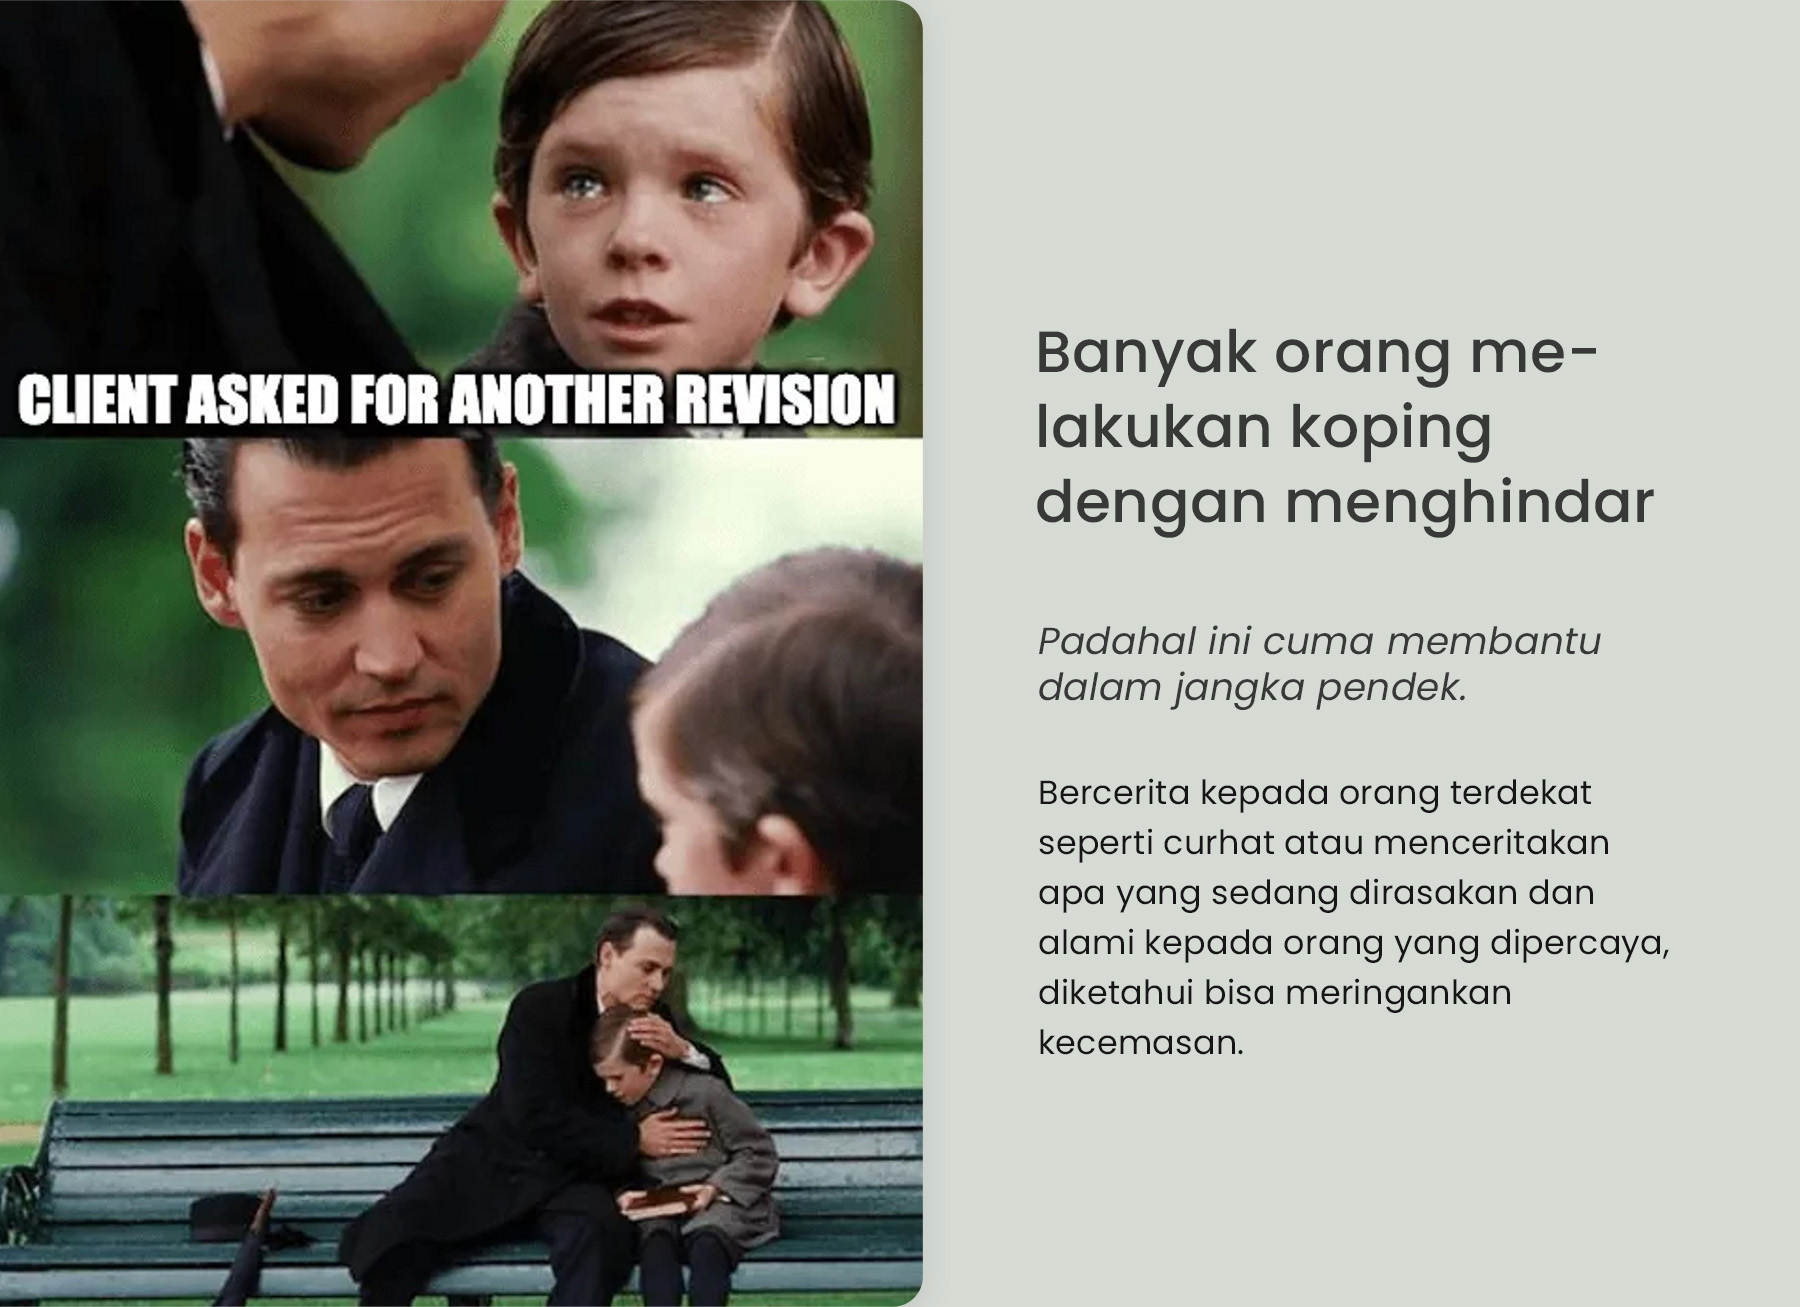 CLIENT ASKED FOR ANOTHER REVISION
Banyak orang me-
lakukan koping
dengan menghindar
Padahal ini cuma membantu
dalam jangka pendek.
Bercerita kepada orang terdekat
seperti curhat atau menceritakan
apa yang sedang dirasakan dan
alami kepada orang yang dipercaya,
diketahui bisa meringankan
kecemasan.